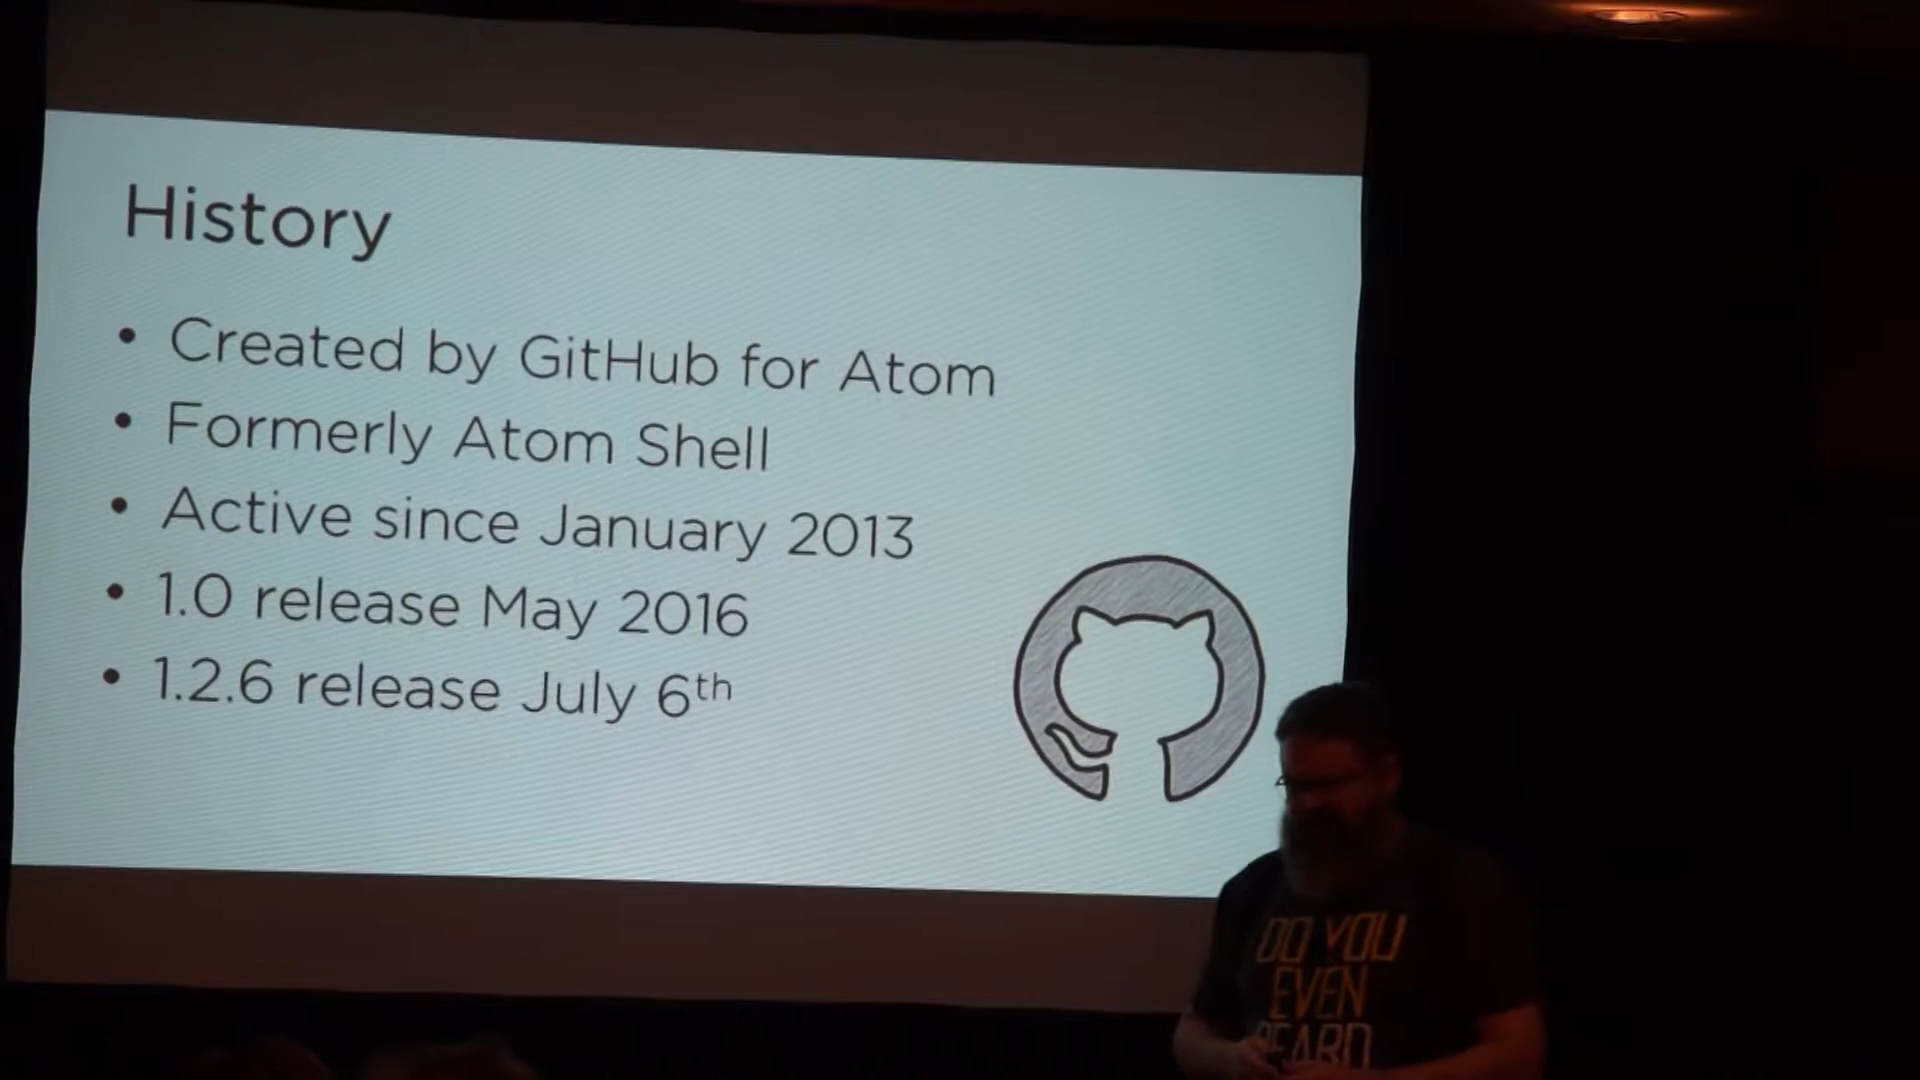 History
• Created by GitHub for Atom
• Formerly Atom Shell
• Active since January 2013
• 1.0 release May 2016
• 1.2.6 release July 6th
DO YOU
EVEN
BEARD